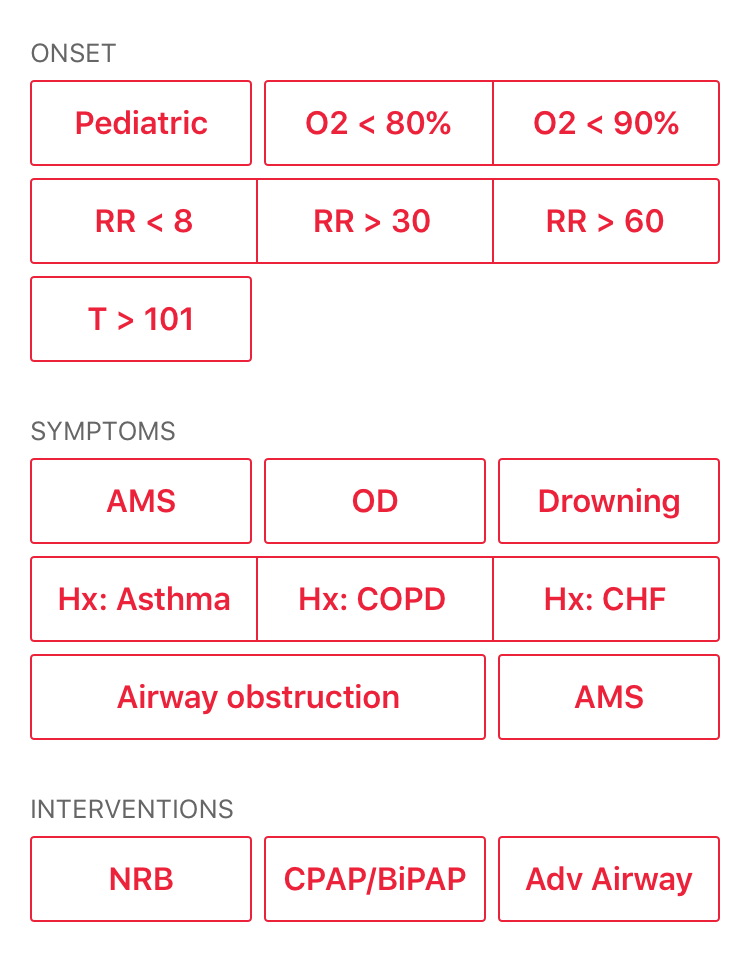 ONSET
Pediatric O2 < 80% O2 < 90%
RR < 8 RR > 30 RR > 60
T > 101
SYMPTOMS
AMS OD Drowning
Hx: Asthma Hx: COPD Hx: CHF
Airway obstruction AMS
INTERVENTIONS
NRB CPAP/BiPAP Adv Airway